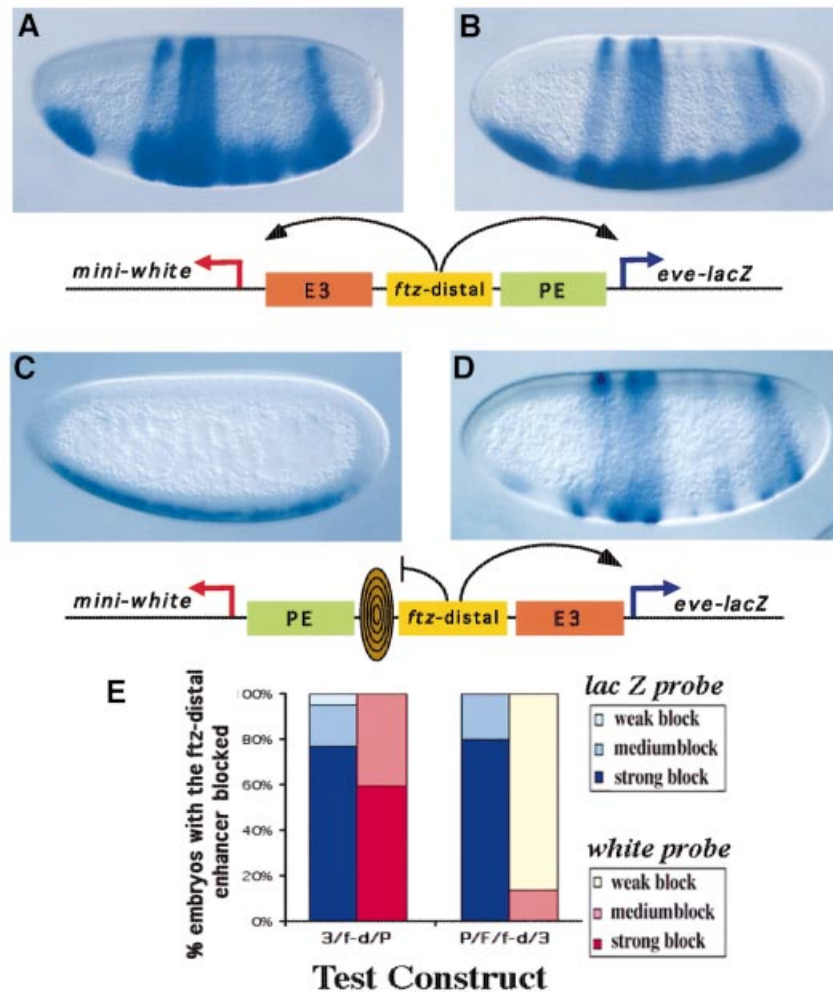 A
B
mini-white
E3
ftz-distal
PE
eve-lacZ
C
D
mini-white
PE
ftz-distal
E3
eve-lacZ
E
% embryos with the ftz-distal
enhancer blocked
100%
80%
60%
40%
20%
0%
3/f-d/P
P/F/f-d/3
Test Construct
lac Z probe
weak block
mediumblock
strong block
white probe
weak block
mediumblock
strong block